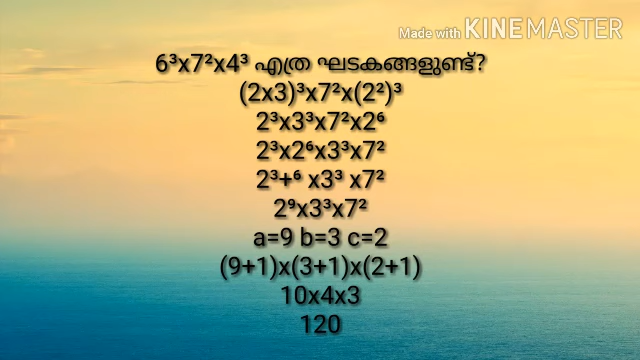 Made with KINEMASTER
6³x7²x4³ എത്ര ഘടകങ്ങളുണ്ട്?
(2x3)³x7²x(2²)³
2³x3³x7²x2⁶
2³x2⁶x3³x7²
2³+⁶ x3³ x7²
2⁹x3³x7²
a=9 b=3 c=2
(9+1)x(3+1)x(2+1)
10x4x3
120